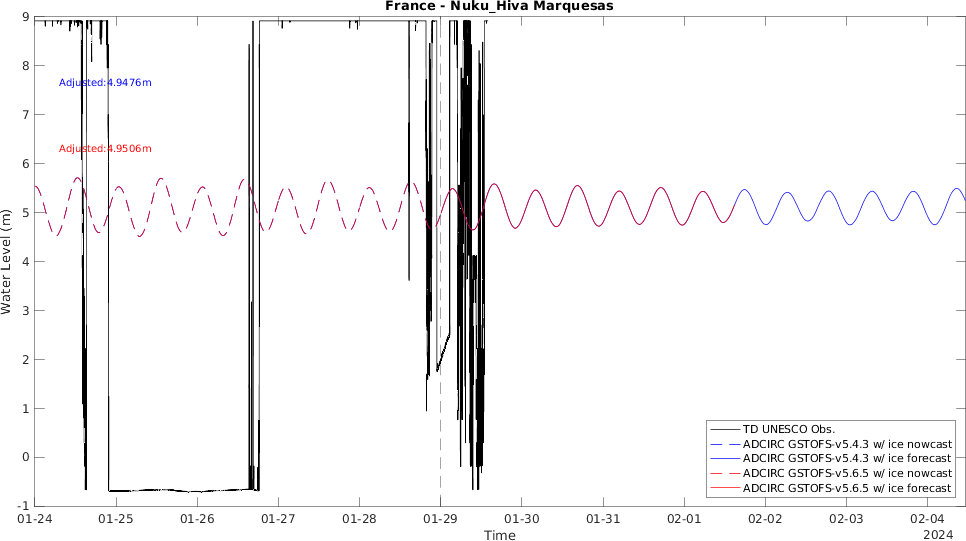 France - Nuku_Hiva Marquesas
9
8
7
6
5
4
3
2
1
0
-1
Water Level (m)
Adjusted:4.9476m
Adjusted:4.9506m
TD UNESCO Obs.
ADCIRC GSTOFS-v5.4.3 w/ ice nowcast
ADCIRC GSTOFS-v5.4.3 w/ ice forecast
ADCIRC GSTOFS-v5.6.5 w/ ice nowcast
ADCIRC GSTOFS-v5.6.5 w/ ice forecast
01-24 01-25 01-26 01-27 01-28 01-29 01-30 01-31 02-01 02-02 02-03 02-04
Time
2024